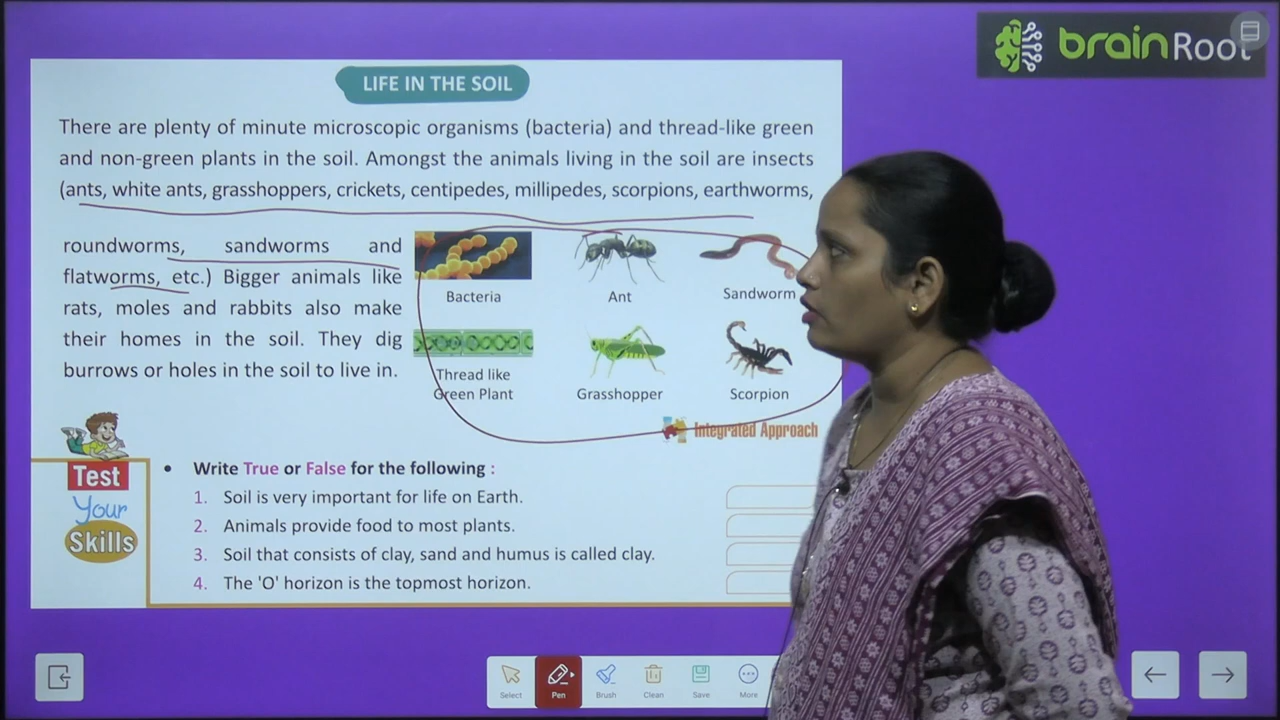 brainRoot
LIFE IN THE SOIL
There are plenty of minute microscopic organisms (bacteria) and thread-like green
and non-green plants in the soil. Amongst the animals living in the soil are insects
(ants, white ants, grasshoppers, crickets, centipedes, millipedes, scorpions, earthworms,
roundworms, sandworms and
flatworms, etc.) Bigger animals like
rats, moles and rabbits also make
their homes in the soil. They dig
burrows or holes in the soil to live in.
Bacteria
Ant
Sandworm
Thread like
Green Plant
Grasshopper
Scorpion
Integrated Approach
Test
Your
Skills
• Write True or False for the following :
1. Soil is very important for life on Earth.
2. Animals provide food to most plants.
3. Soil that consists of clay, sand and humus is called clay.
4. The 'O' horizon is the topmost horizon.
Select
Pen
Brush
Clean
Save
More